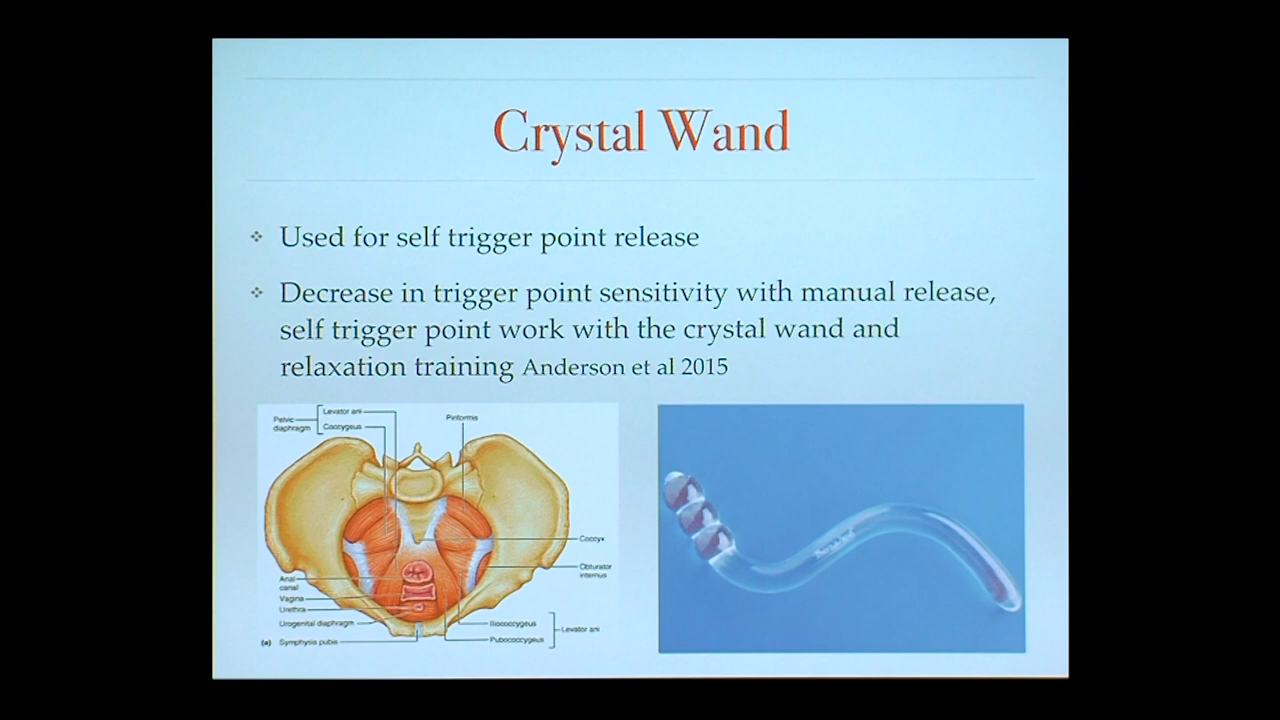 Crystal Wand
Used for self trigger point release
Decrease in trigger point sensitivity with manual release,
self trigger point work with the crystal wand and
relaxation training Anderson et al 2015
Pelvic
diaphragm
Levator ani
Coccygeus
Piriformis
Coccyx
Obturator
internus
Anal
canal
Vagina
Urethra
Urogenital diaphragm
(a) Symphysis pubis
Iliococcygeus
Pubococcygeus
Levator ani